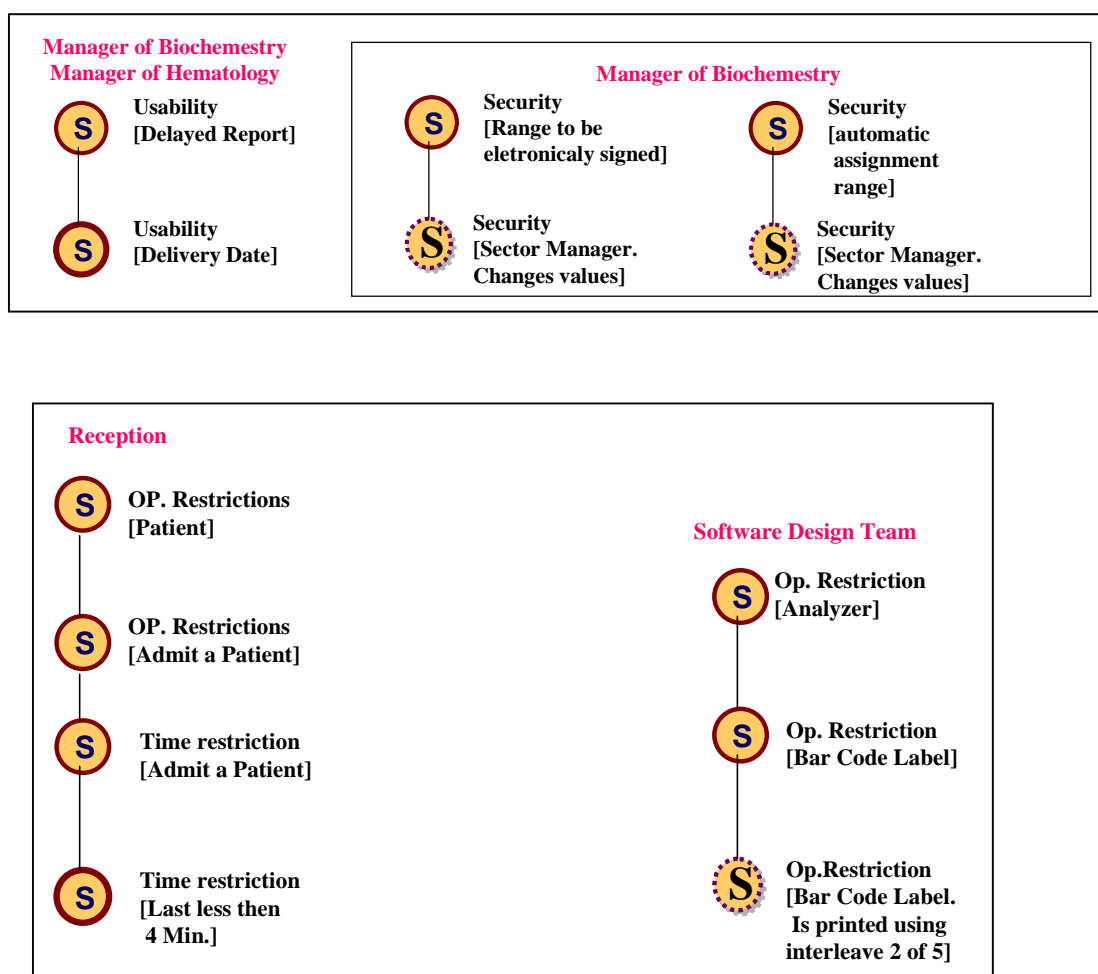 Manager of Biochemestry
Manager of Hematology
S
Usability
[Delayed Report]
S
Usability
[Delivery Date]
Manager of Biochemestry
S
Security
[Range to be
eletronicaly signed]
S
Security
[Sector Manager.
Changes values]
S
Security
[automatic
assignment
range]
S
Security
[Sector Manager.
Changes values]
Reception
S
OP. Restrictions
[Patient]
S
OP. Restrictions
[Admit a Patient]
S
Time restriction
[Admit a Patient]
S
Time restriction
[Last less then
4 Min.]
Software Design Team
S
Op. Restriction
[Analyzer]
S
Op. Restriction
[Bar Code Label]
S
Op.Restriction
[Bar Code Label.
Is printed using
interleave 2 of 5]